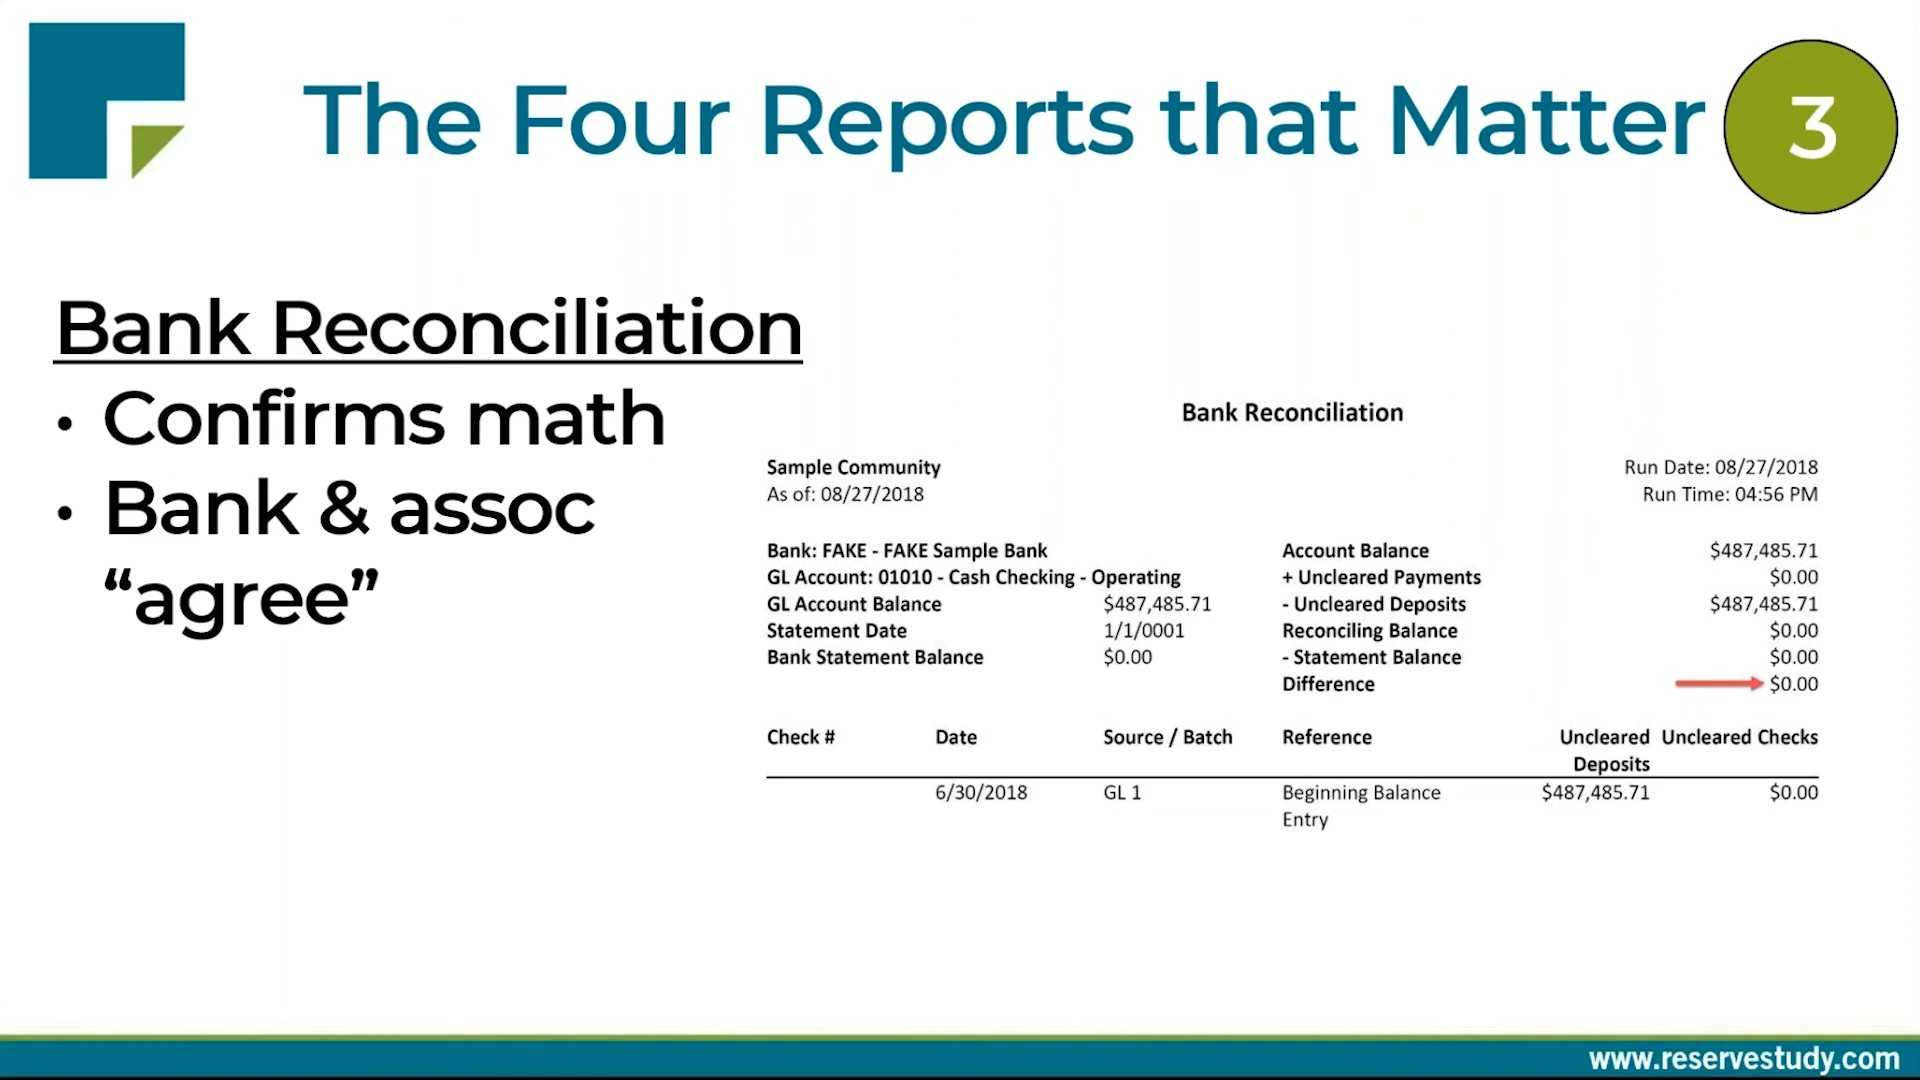 The Four Reports that Matter
3
Bank Reconciliation
• Confirms math
• Bank & assoc
“agree”
Bank Reconciliation
Sample Community
Run Date: 08/27/2018
As of: 08/27/2018
Run Time: 04:56 PM
Bank: FAKE - FAKE Sample Bank
GL Account: 01010 - Cash Checking - Operating
GL Account Balance $487,485.71
Statement Date 1/1/0001
Bank Statement Balance $0.00
Account Balance $487,485.71
+ Uncleared Payments $0.00
- Uncleared Deposits $487,485.71
Reconciling Balance $0.00
- Statement Balance $0.00
Difference $0.00
Check # Date Source / Batch Reference Uncleared Uncleared Checks
Deposits
6/30/2018 GL 1 Beginning Balance $487,485.71 $0.00
Entry
www.reservestudy.com